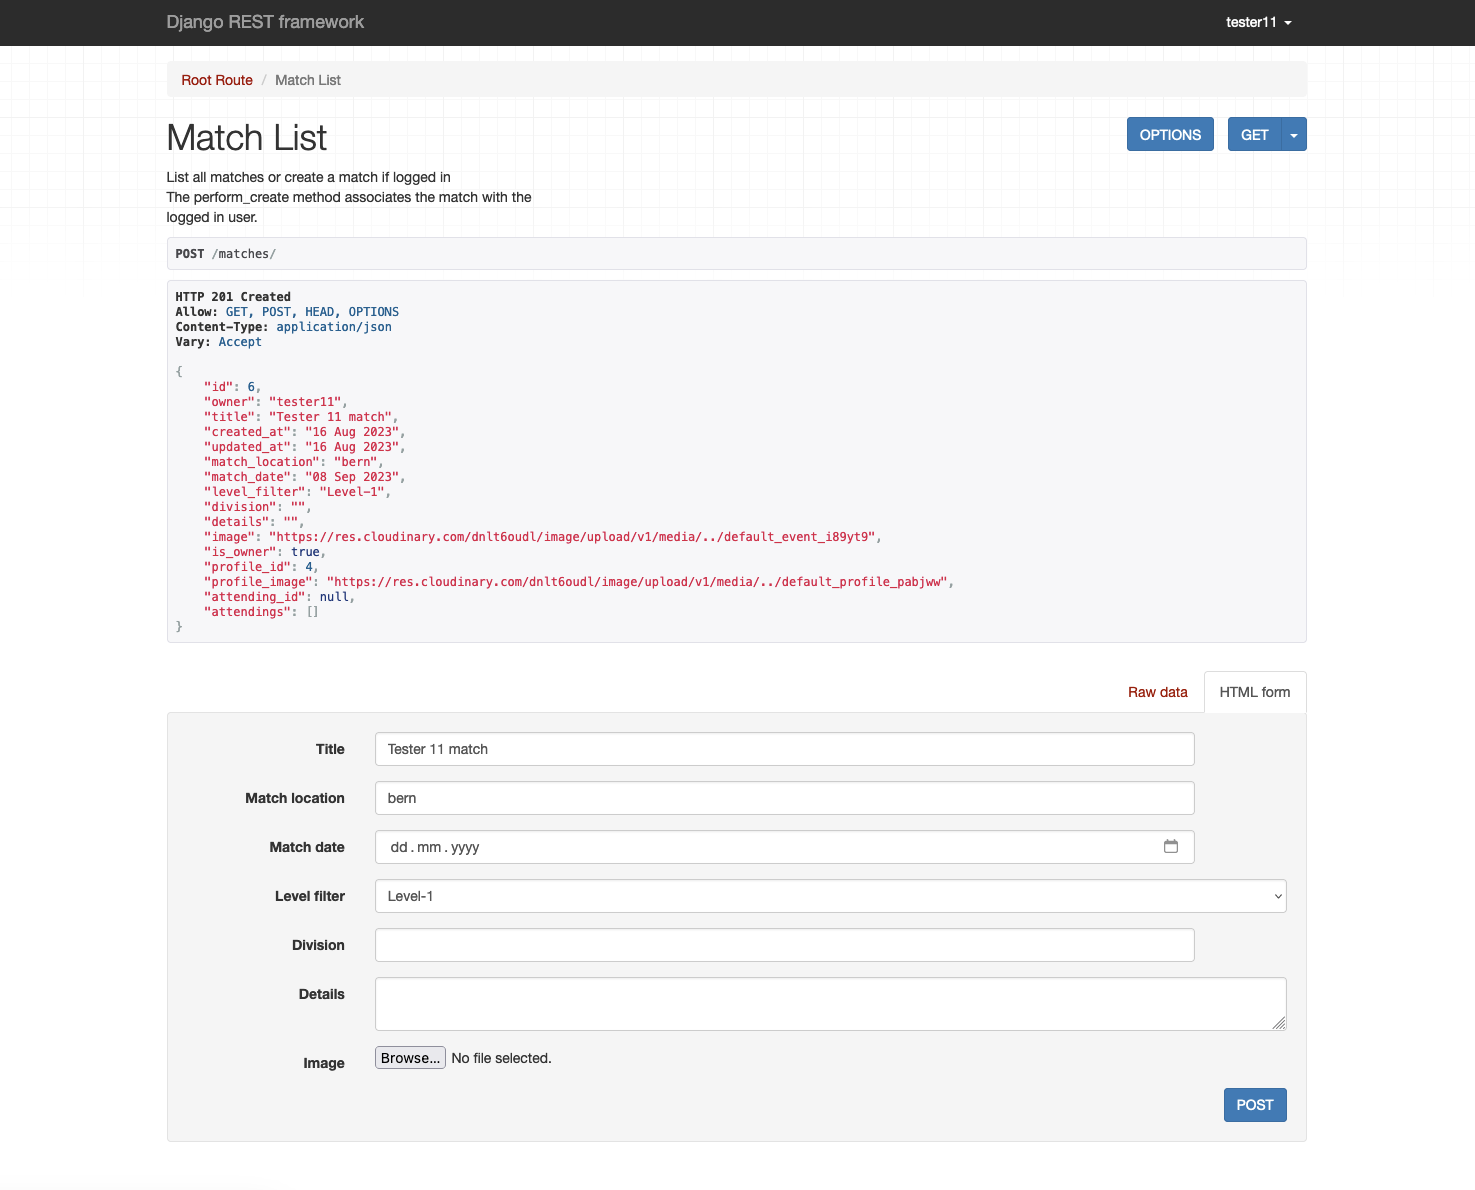 Django REST framework
tester11
Root Route / Match List
Match List
OPTIONS
GET
List all matches or create a match if logged in
The perform_create method associates the match with the
logged in user.
POST /matches/
HTTP 201 Created
Allow: GET, POST, HEAD, OPTIONS
Content-Type: application/json
Vary: Accept
{
    "id": 6,
    "owner": "tester11",
    "title": "Tester 11 match",
    "created_at": "16 Aug 2023",
    "updated_at": "16 Aug 2023",
    "match_location": "bern",
    "match_date": "08 Sep 2023",
    "level_filter": "Level-1",
    "division": "",
    "details": "",
    "image": "https://res.cloudinary.com/dnlt6oudl/image/upload/v1/media/../default_event_i89yt9",
    "is_owner": true,
    "profile_id": 4,
    "profile_image": "https://res.cloudinary.com/dnlt6oudl/image/upload/v1/media/../default_profile_pabjww",
    "attending_id": null,
    "attendings": []
}
Raw data
HTML form
Title
Tester 11 match
Match location
bern
Match date
dd.mm.yyyy
Level filter
Level-1
Division
Details
Image
Browse... No file selected.
POST